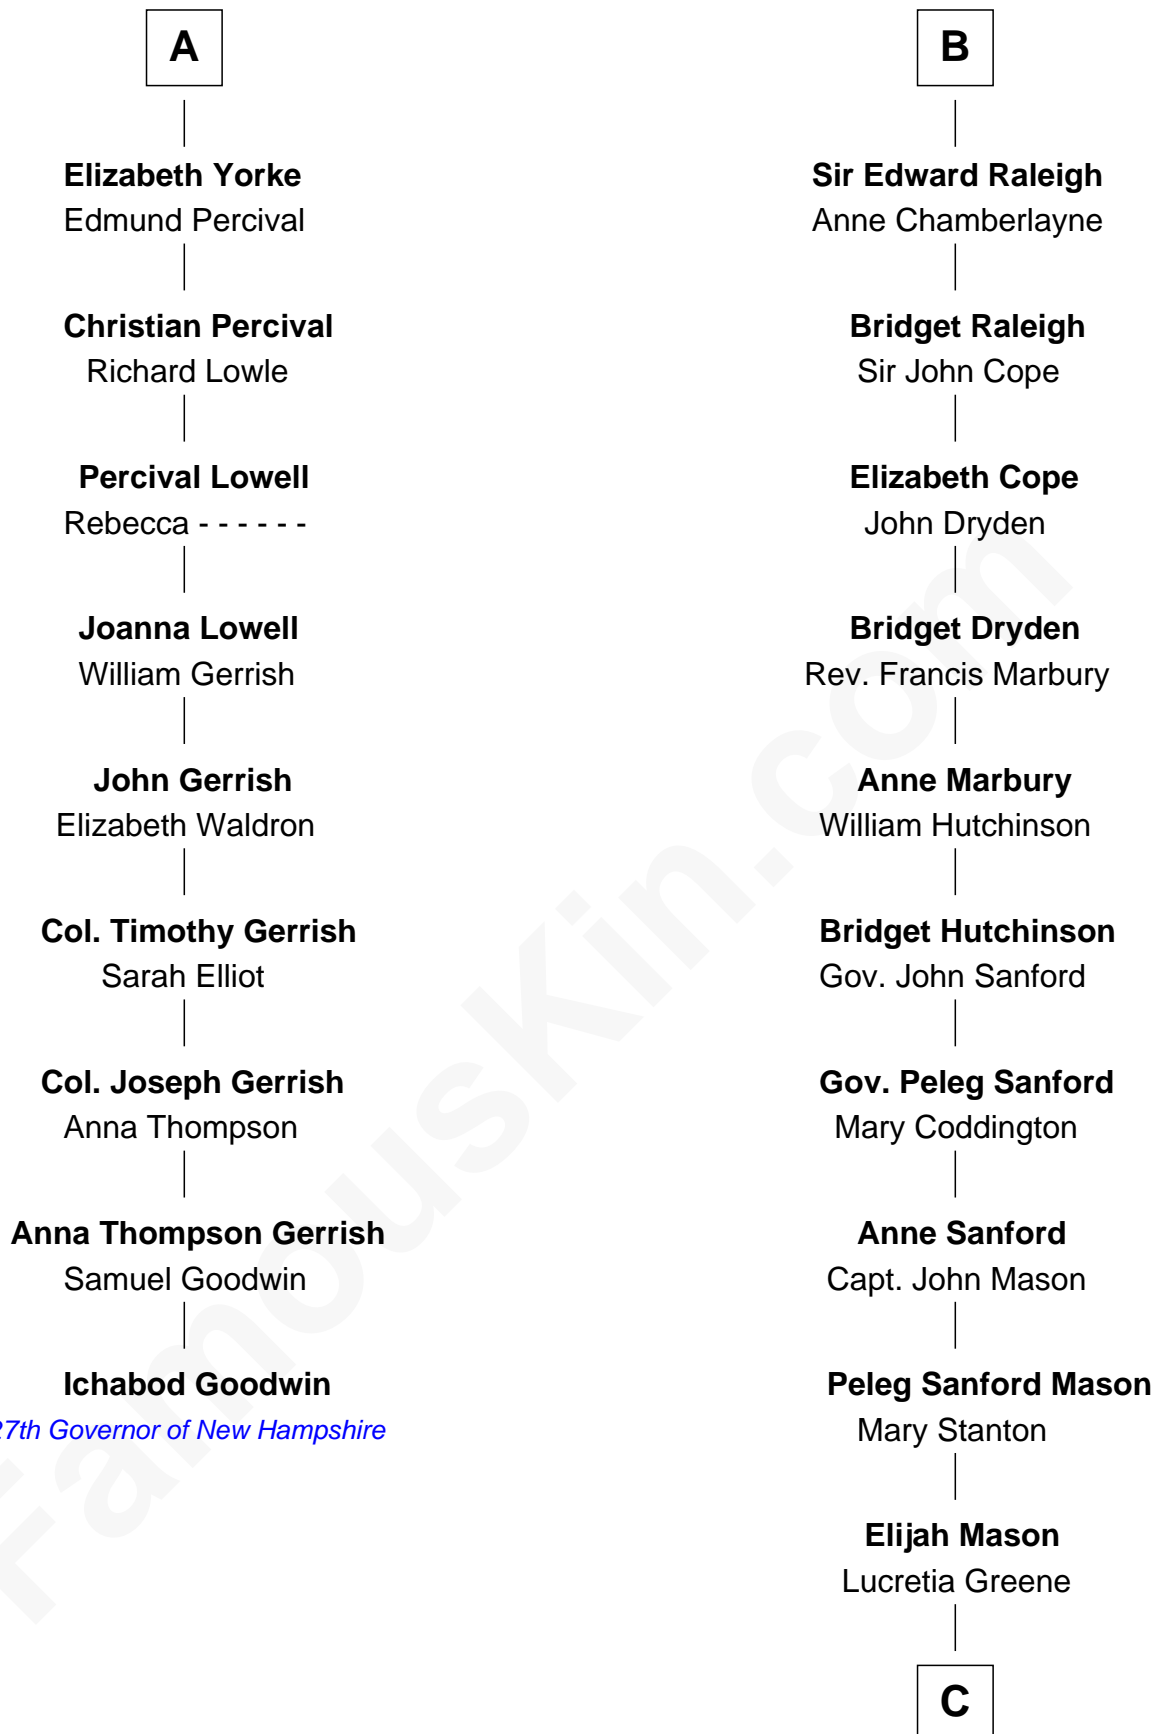 A
Elizabeth Yorke
Edmund Percival
Christian Percival
Richard Lowle
Percival Lowell
Rebecca - - - - - -
Joanna Lowell
William Gerrish
John Gerrish
Elizabeth Waldron
Col. Timothy Gerrish
Sarah Elliot
Col. Joseph Gerrish
Anna Thompson
Anna Thompson Gerrish
Samuel Goodwin
Ichabod Goodwin
27th Governor of New Hampshire
B
Sir Edward Raleigh
Anne Chamberlayne
Bridget Raleigh
Sir John Cope
Elizabeth Cope
John Dryden
Bridget Dryden
Rev. Francis Marbury
Anne Marbury
William Hutchinson
Bridget Hutchinson
Gov. John Sanford
Gov. Peleg Sanford
Mary Coddington
Anne Sanford
Capt. John Mason
Peleg Sanford Mason
Mary Stanton
Elijah Mason
Lucretia Greene
C
FamousKin.com